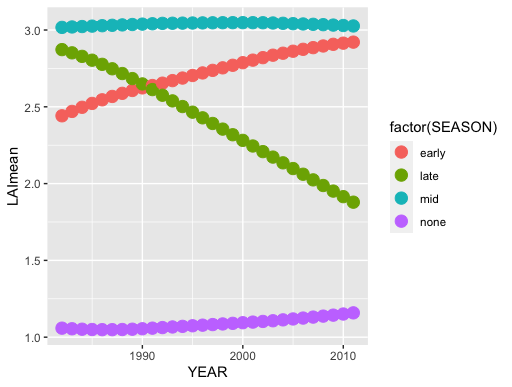 LAImean
3.0
2.5
2.0
1.5
1.0
1990
2000
2010
YEAR
factor(SEASON)
early
late
mid
none